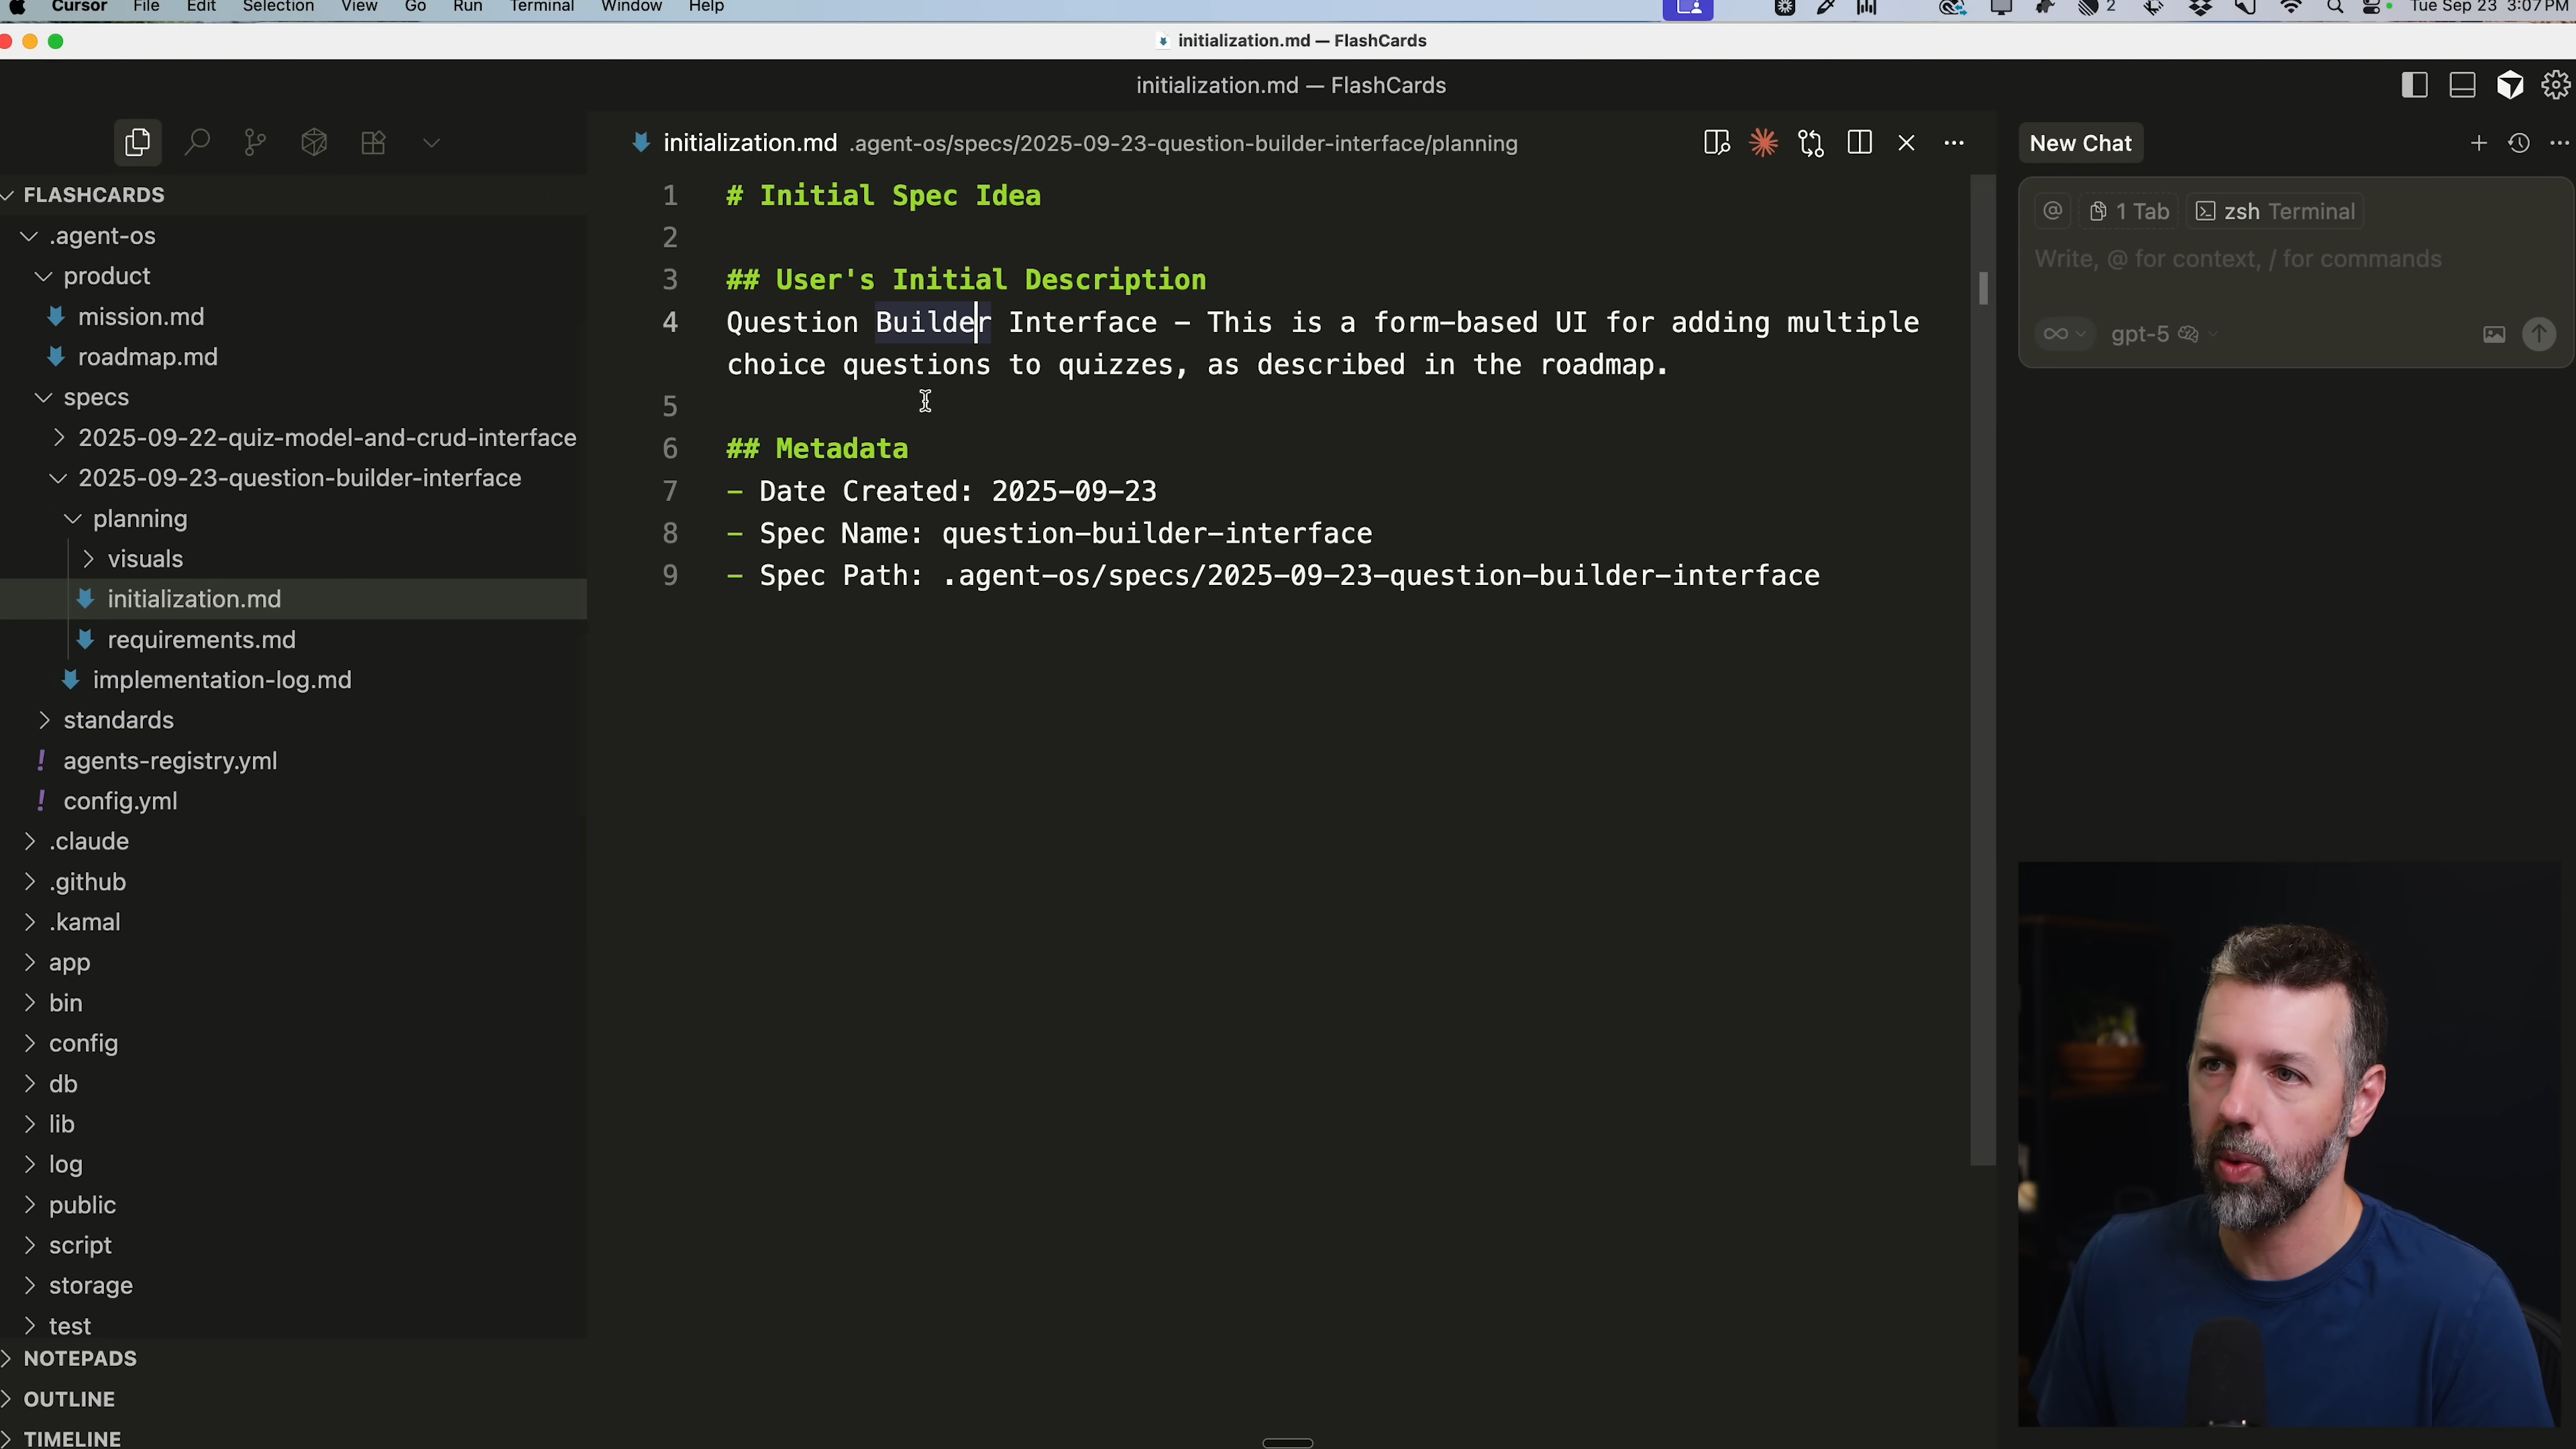 Cursor File Edit Selection View Go Run Terminal Window Help
2 Tue Sep 23 3:07 PM
initialization.md — FlashCards
initialization.md — FlashCards
initialization.md .agent-os/specs/2025-09-23-question-builder-interface/planning
FLASHCARDS
.agent-os
product
mission.md
roadmap.md
specs
2025-09-22-quiz-model-and-crud-interface
2025-09-23-question-builder-interface
planning
visuals
initialization.md
requirements.md
implementation-log.md
standards
! agents-registry.yml
! config.yml
.claude
.github
.kamal
app
bin
config
db
lib
log
public
script
storage
test
NOTEPADS
OUTLINE
TIMELINE
1 # Initial Spec Idea
2
3 ## User's Initial Description
4 Question Builder Interface - This is a form-based UI for adding multiple
choice questions to quizzes, as described in the roadmap.
5
6 ## Metadata
7 - Date Created: 2025-09-23
8 - Spec Name: question-builder-interface
9 - Spec Path: .agent-os/specs/2025-09-23-question-builder-interface
New Chat
@ 1 Tab zsh Terminal
Write, @ for context, / for commands
∞ gpt-5